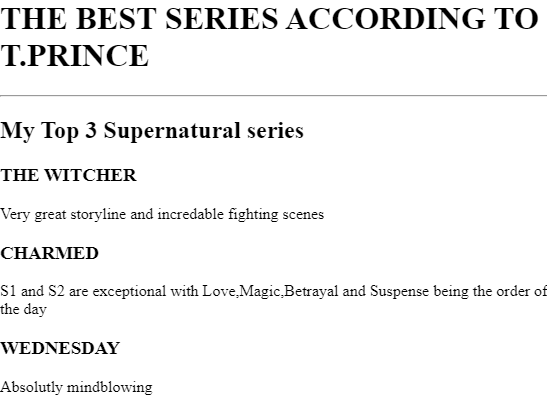 THE BEST SERIES ACCORDING TO
T.PRINCE
My Top 3 Supernatural series
THE WITCHER
Very great storyline and incredable fighting scenes
CHARMED
S1 and S2 are exceptional with Love,Magic,Betrayal and Suspense being the order of
the day
WEDNESDAY
Absolutly mindblowing